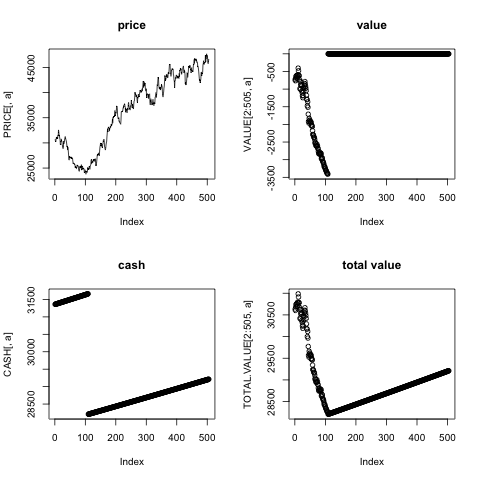 price
PRICE[, a]
25000 35000 45000
0 100 200 300 400 500
Index
value
VALUE[2:505, a]
-3500 -2500 -1500 -500
0 100 200 300 400 500
Index
cash
CASH[, a]
28500 30000 31500
0 100 200 300 400 500
Index
total value
TOTAL.VALUE[2:505, a]
28500 29500 30500
0 100 200 300 400 500
Index